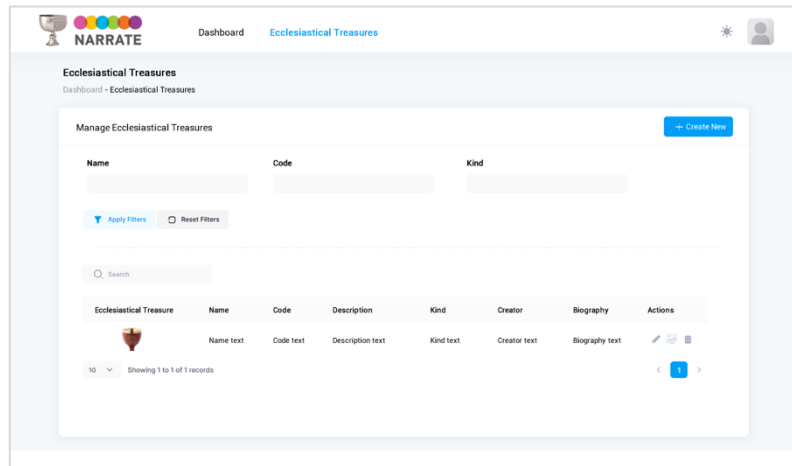 NARRATE
Dashboard Ecclesiastical Treasures
Ecclesiastical Treasures
Dashboard - Ecclesiastical Treasures
Manage Ecclesiastical Treasures
+ Create New
Name Code Kind
Apply Filters Reset Filters
Search
Ecclesiastical Treasure Name Code Description Kind Creator Biography Actions
Name text Code text Description text Kind text Creator text Biography text
10 Showing 1 to 1 of 1 records < 1 >